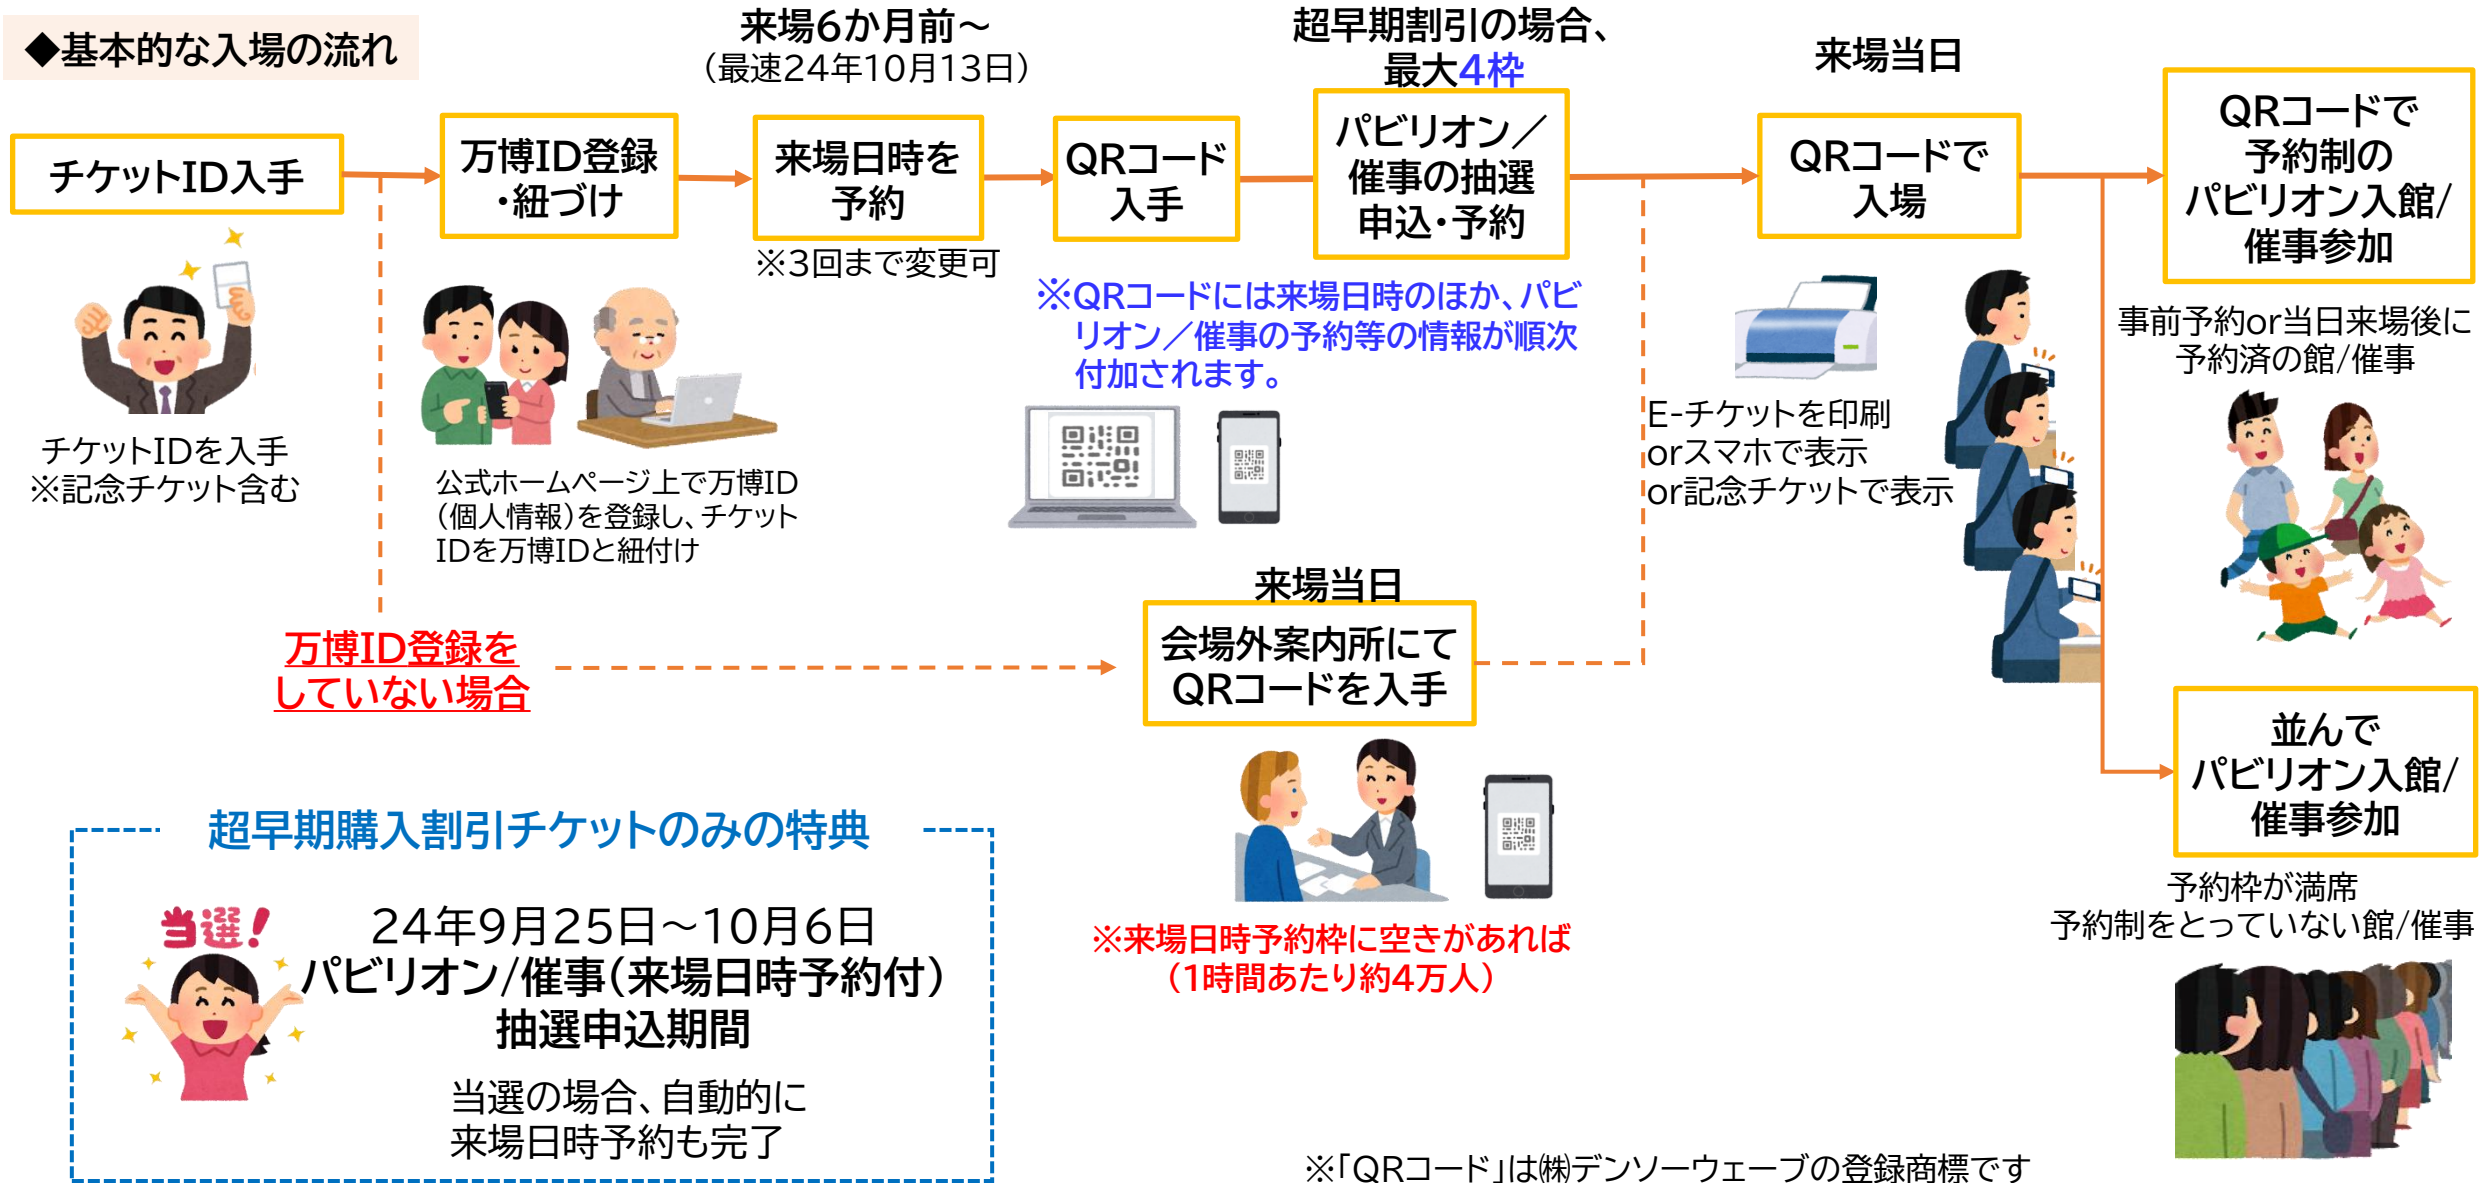 ◆基本的な入場の流れ
来場6か月前～
（最速24年10月13日）
超早期割引の場合、
最大4枠
来場当日
チケットID入手
万博ID登録
・紐づけ
来場日時を
予約
QRコード
入手
パビリオン／
催事の抽選
申込・予約
QRコードで
入場
QRコードで
予約制の
パビリオン入館/
催事参加
※3回まで変更可
※QRコードには来場日時のほか、パビ
リオン／催事の予約等の情報が順次
付加されます。
事前予約or当日来場後に
予約済の館/催事
チケットIDを入手
※記念チケット含む
公式ホームページ上で万博ID
（個人情報）を登録し、チケット
IDを万博IDと紐付け
E-チケットを印刷
orスマホで表示
or記念チケットで表示
万博ID登録を
していない場合
来場当日
会場外案内所にて
QRコードを入手
※来場日時予約枠に空きがあれば
（1時間あたり約4万人）
並んで
パビリオン入館/
催事参加
予約枠が満席
予約制をとっていない館/催事
超早期購入割引チケットのみの特典
当選!
24年9月25日～10月6日
パビリオン/催事（来場日時予約付）
抽選申込期間
当選の場合、自動的に
来場日時予約も完了
※「QRコード」は㈱デンソーウェーブの登録商標です